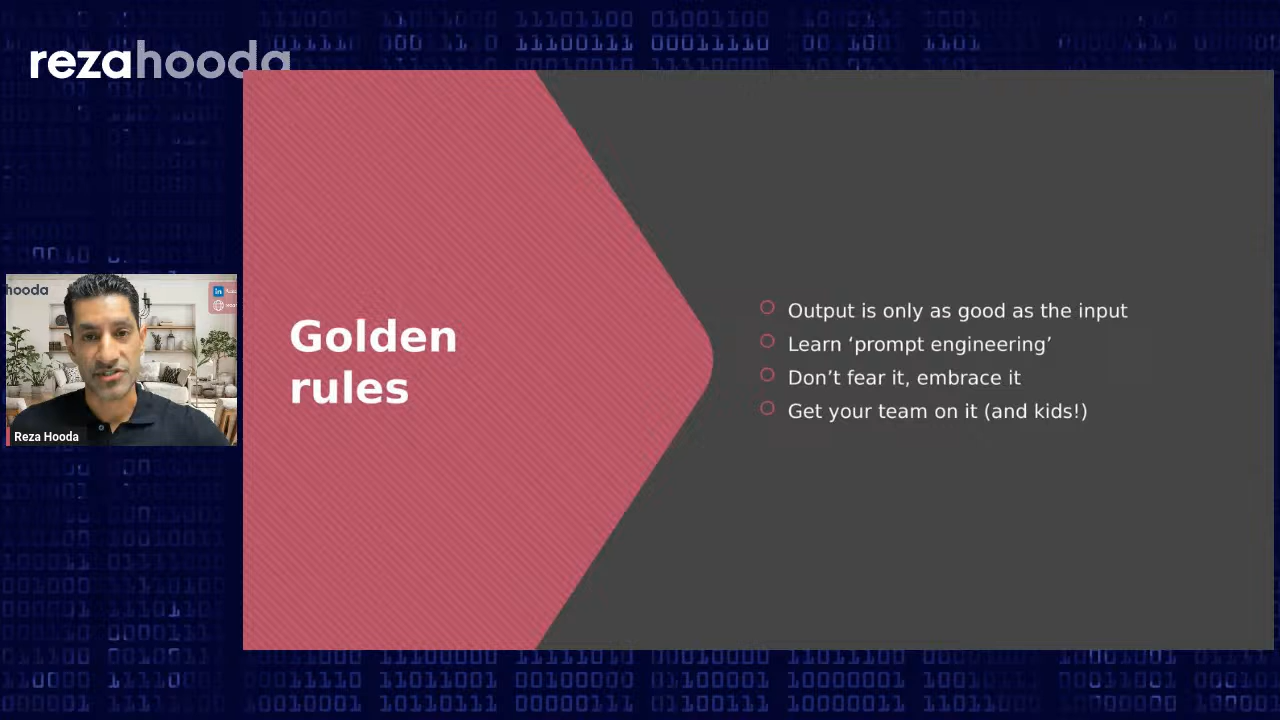 rezahooda
hooda
Reza Hooda
Golden
rules
Output is only as good as the input
Learn ‘prompt engineering’
Don’t fear it, embrace it
Get your team on it (and kids!)